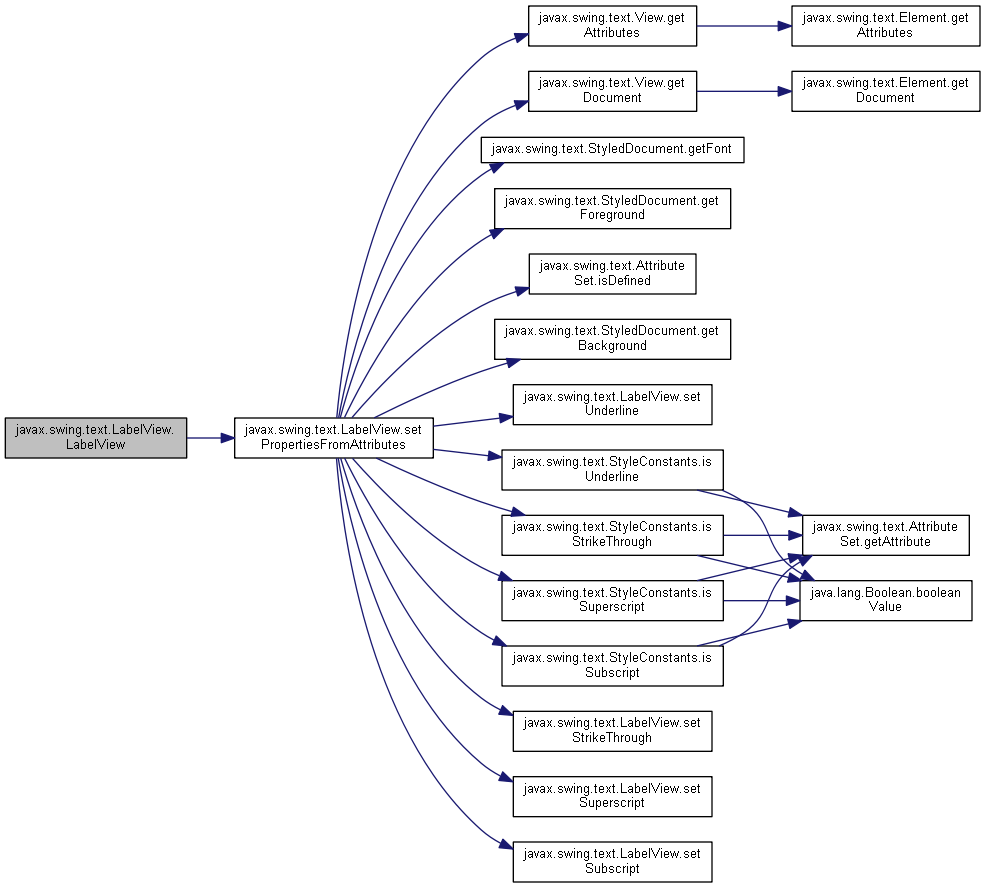 javax.swing.text.LabelView.
LabelView
javax.swing.text.LabelView.set
PropertiesFromAttributes
javax.swing.text.View.get
Attributes
javax.swing.text.Element.get
Attributes
javax.swing.text.View.get
Document
javax.swing.text.Element.get
Document
javax.swing.text.StyledDocument.getFont
javax.swing.text.StyledDocument.get
Foreground
javax.swing.text.Attribute
Set.isDefined
javax.swing.text.StyledDocument.get
Background
javax.swing.text.LabelView.set
Underline
javax.swing.text.StyleConstants.is
Underline
javax.swing.text.StyleConstants.is
StrikeThrough
javax.swing.text.StyleConstants.is
Superscript
javax.swing.text.StyleConstants.is
Subscript
javax.swing.text.Attribute
Set.getAttribute
java.lang.Boolean.boolean
Value
javax.swing.text.LabelView.set
StrikeThrough
javax.swing.text.LabelView.set
Superscript
javax.swing.text.LabelView.set
Subscript